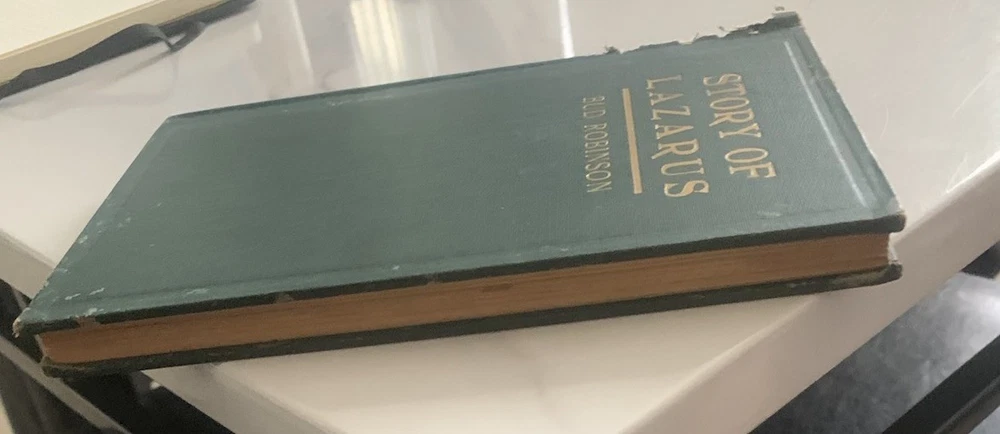 STORY OF
LAZARUS
BUD ROBINSON